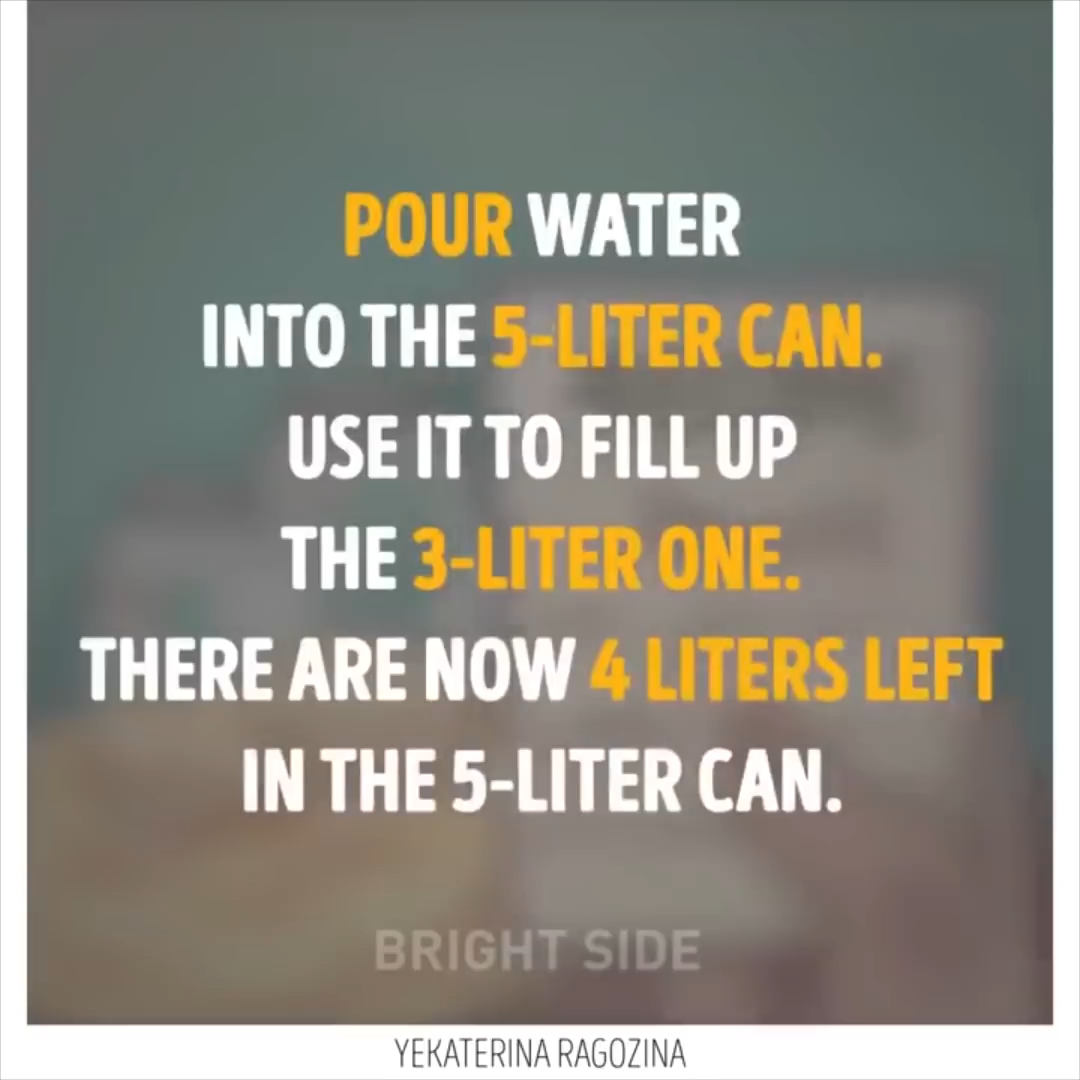 POUR WATER
INTO THE 5-LITER CAN.
USE IT TO FILL UP
THE 3-LITER ONE.
THERE ARE NOW 4 LITERS LEFT
IN THE 5-LITER CAN.
BRIGHT SIDE
YEKATERINA RAGOZINA